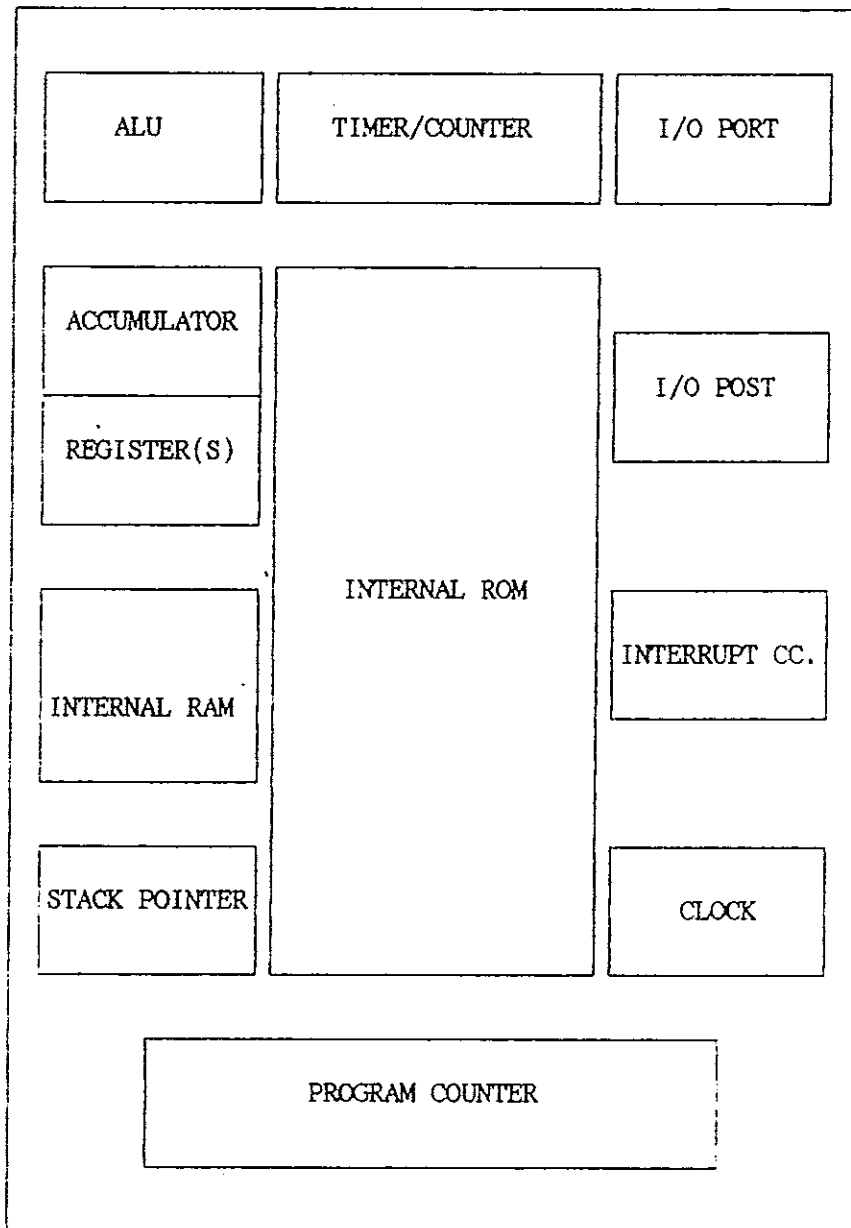 ALU
TIMER/COUNTER
I/O PORT
ACCUMULATOR
REGISTER(S)
I/O POST
INTERNAL ROM
INTERRUPT CC.
INTERNAL RAM
STACK POINTER
CLOCK
PROGRAM COUNTER